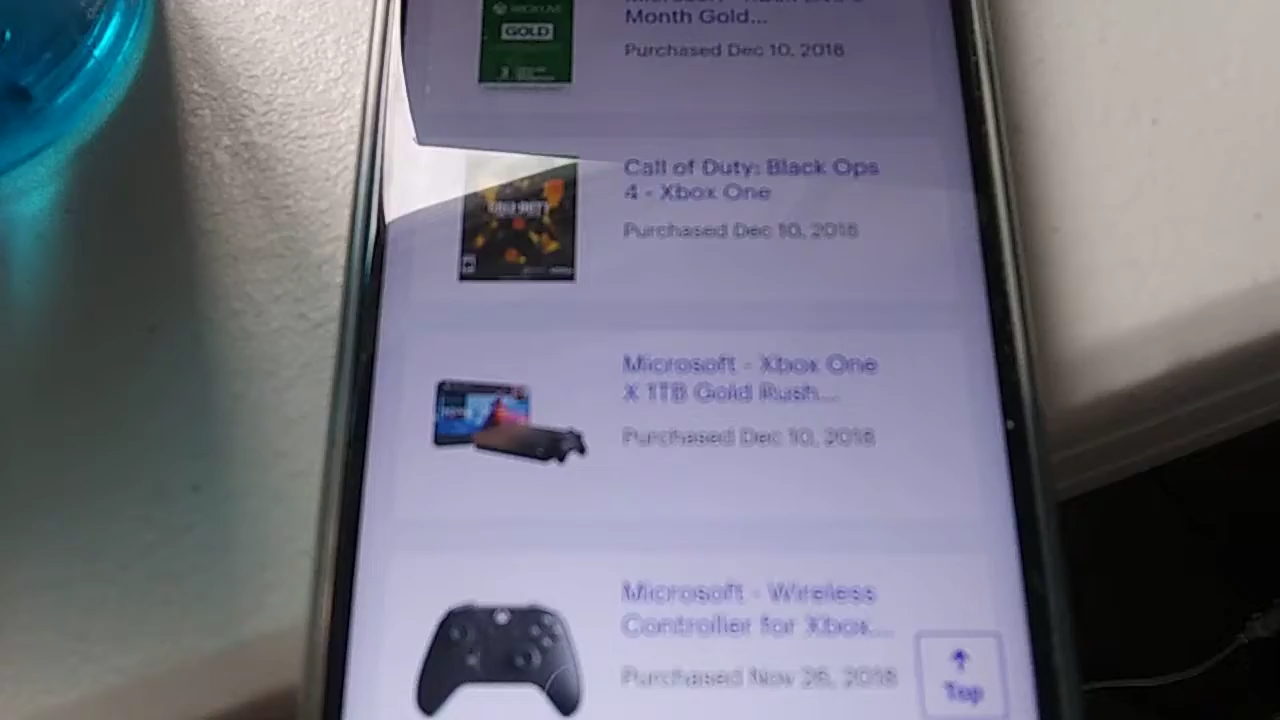 XBOX LIVE
GOLD
Month Gold...
Purchased Dec 10, 2018
Call of Duty: Black Ops
4 - Xbox One
Purchased Dec 10, 2018
Microsoft - Xbox One
X 1TB Gold Rush...
Purchased Dec 10, 2018
Microsoft - Wireless
Controller for Xbox...
Purchased Nov 26, 2018
Top